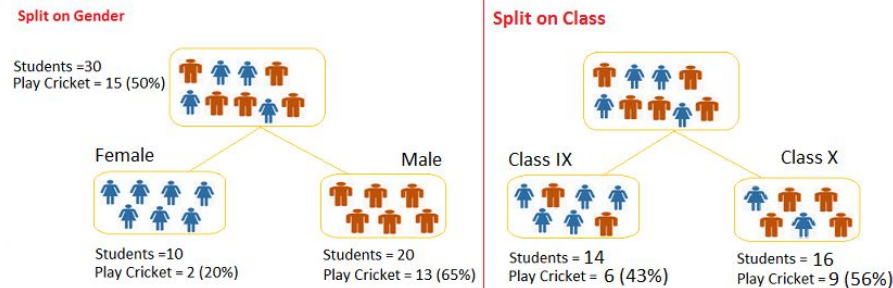 Split on Gender
Students =30
Play Cricket = 15 (50%)
Female
Male
Students =10
Play Cricket = 2 (20%)
Students = 20
Play Cricket = 13 (65%)
Split on Class
Class IX
Class X
Students = 14
Play Cricket = 6 (43%)
Students = 16
Play Cricket = 9 (56%)